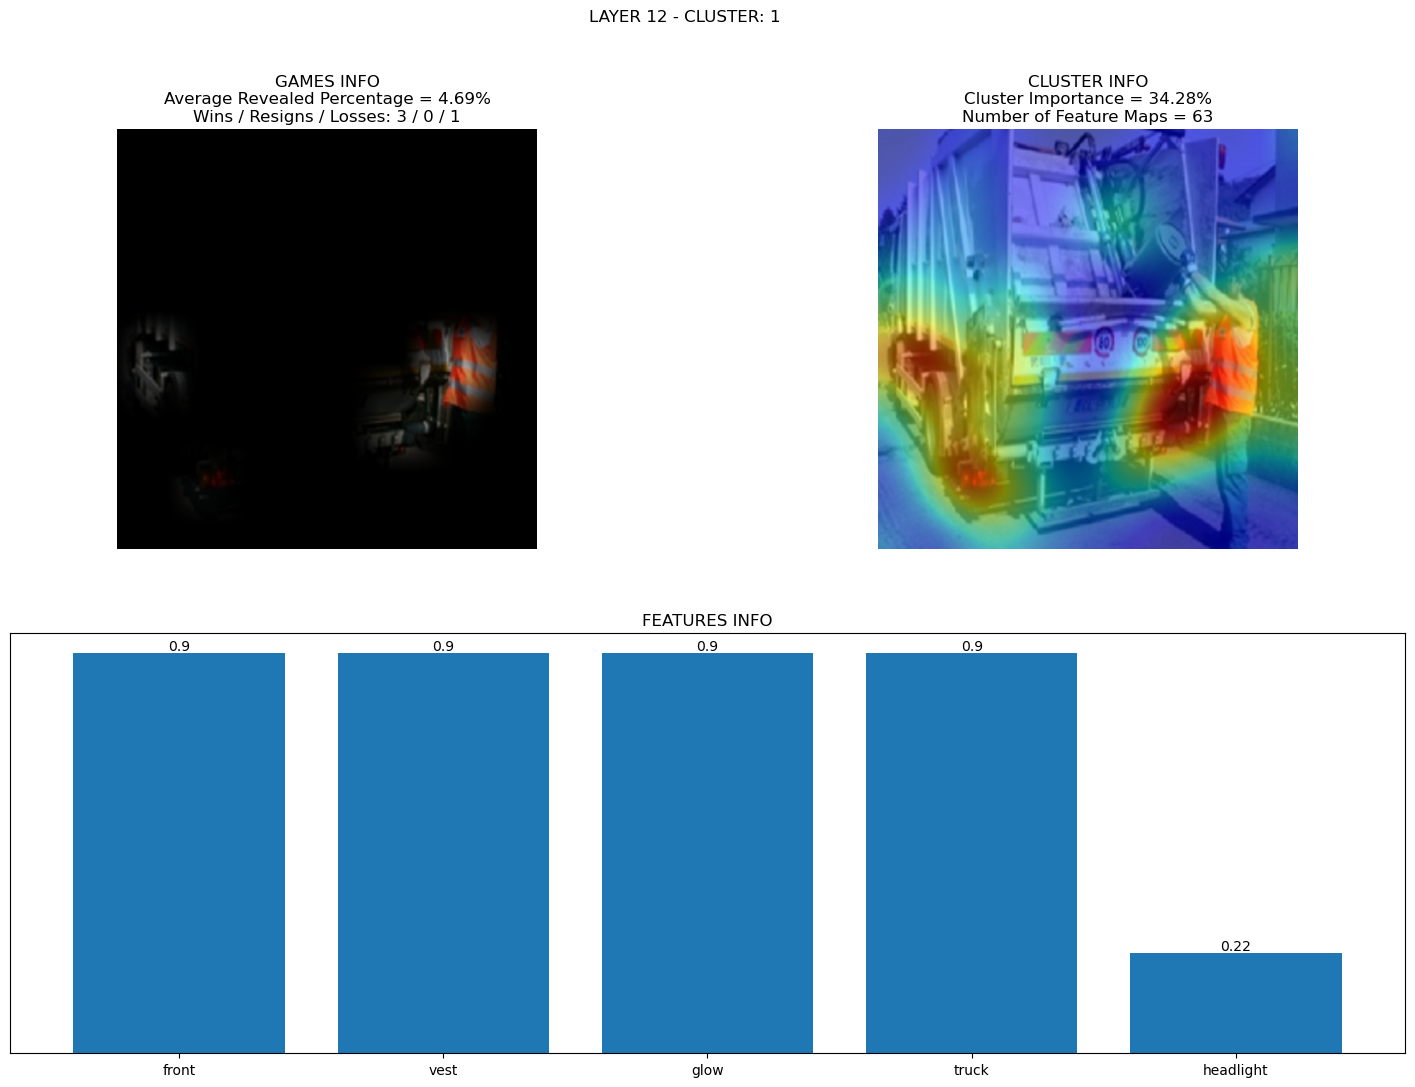 LAYER 12 - CLUSTER: 1
GAMES INFO
Average Revealed Percentage = 4.69%
Wins / Resigns / Losses: 3 / 0 / 1
CLUSTER INFO
Cluster Importance = 34.28%
Number of Feature Maps = 63
80
FEATURES INFO
0.9
0.9
0.9
0.9
0.22
front
vest
glow
truck
headlight